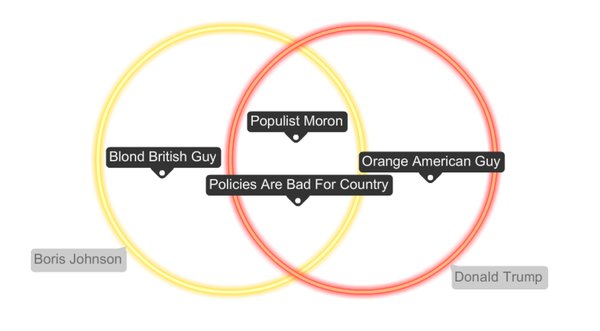 Populist Moron
Blond British Guy
Orange American Guy
Policies Are Bad For Country
Boris Johnson
Donald Trump